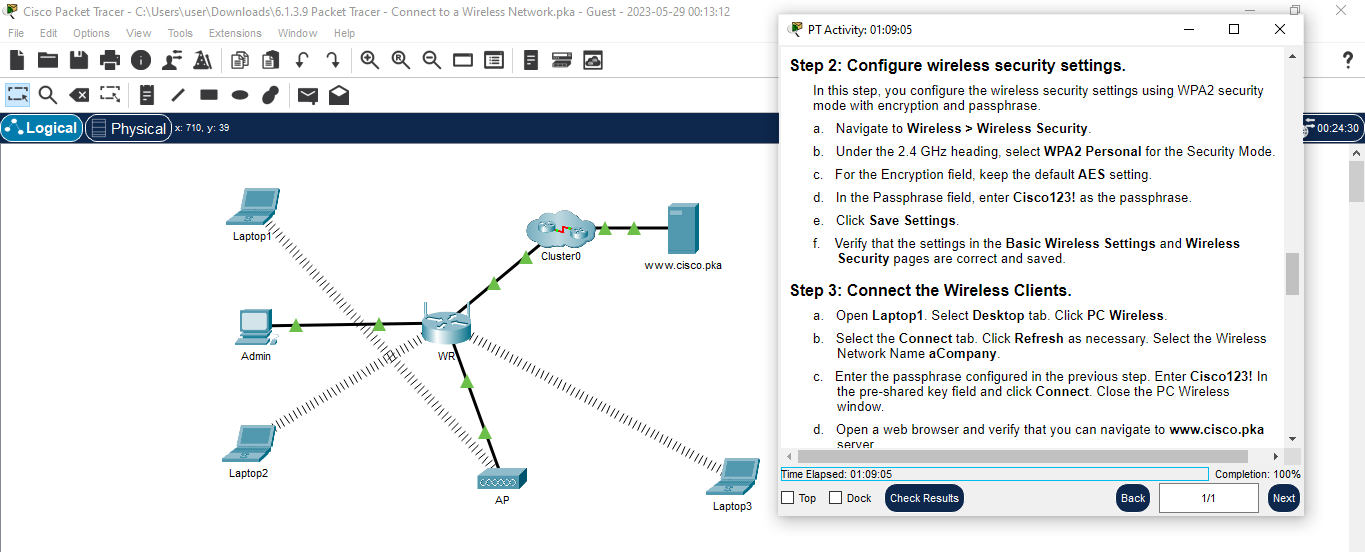 Cisco Packet Tracer - C:\Users\user\Downloads\6.1.3.9 Packet Tracer - Connect to a Wireless Network.pka - Guest - 2023-05-29 00:13:12
File Edit Options View Tools Extensions Window Help
?
Logical Physical x: 710, y: 39
00:24:30
Laptop1
Cluster0
www.cisco.pka
Admin
WR
Laptop2
AP
Laptop3
PT Activity: 01:09:05
Step 2: Configure wireless security settings.
In this step, you configure the wireless security settings using WPA2 security
mode with encryption and passphrase.
a. Navigate to Wireless > Wireless Security.
b. Under the 2.4 GHz heading, select WPA2 Personal for the Security Mode.
c. For the Encryption field, keep the default AES setting.
d. In the Passphrase field, enter Cisco123! as the passphrase.
e. Click Save Settings.
f. Verify that the settings in the Basic Wireless Settings and Wireless
Security pages are correct and saved.
Step 3: Connect the Wireless Clients.
a. Open Laptop1. Select Desktop tab. Click PC Wireless.
b. Select the Connect tab. Click Refresh as necessary. Select the Wireless
Network Name aCompany.
c. Enter the passphrase configured in the previous step. Enter Cisco123! In
the pre-shared key field and click Connect. Close the PC Wireless
window.
d. Open a web browser and verify that you can navigate to www.cisco.pka
server
Time Elapsed: 01:09:05 Completion: 100%
Top Dock Check Results Back 1/1 Next